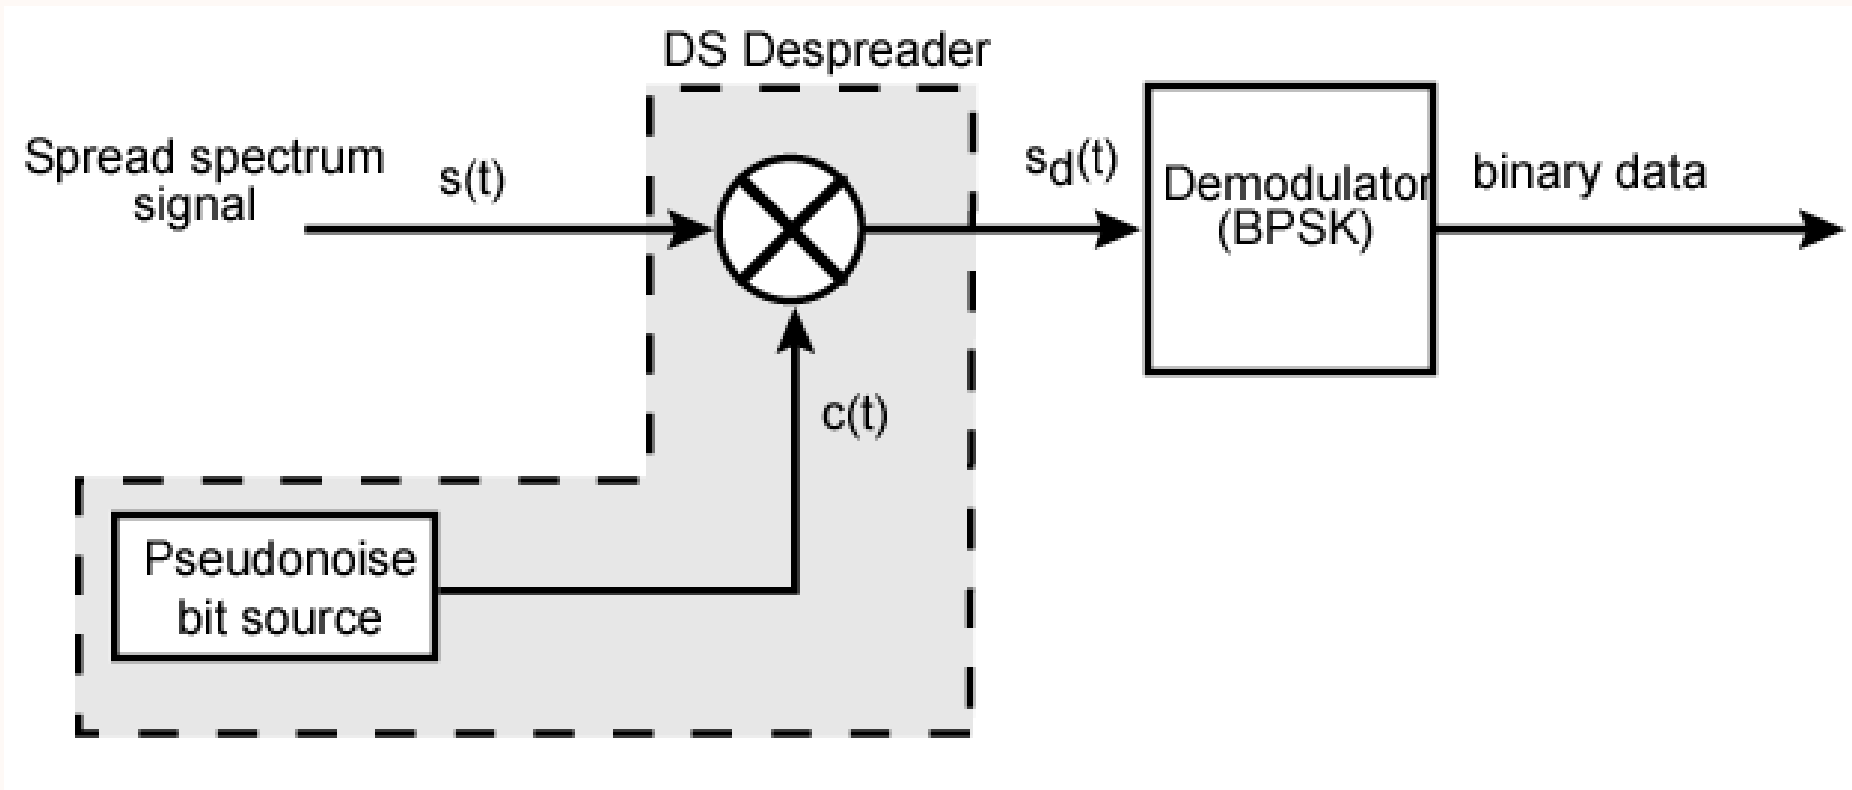 DS Despreader
Spread spectrum
signal
s(t)
sd(t)
Demodulator
(BPSK)
binary data
c(t)
Pseudonoise
bit source